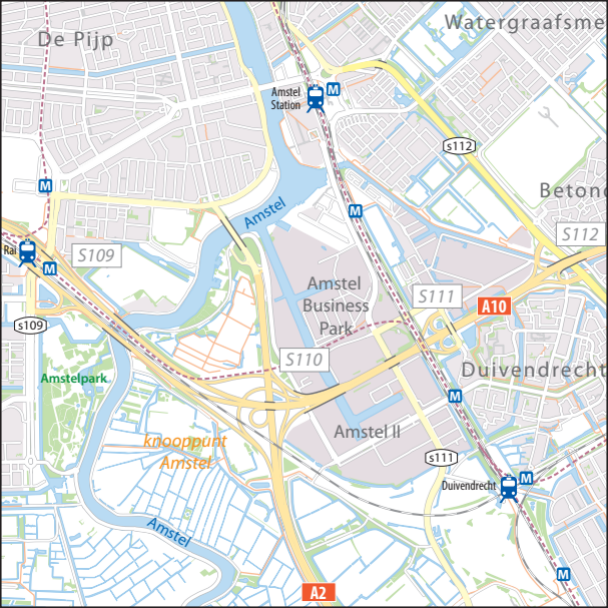 De Pijp
Watergraafsme
Amstel
Station
M
s112
M
M
Betond
Amstel
S112
Rai
S109
M
Amstel
Business
Park
S111
A10
s109
S110
Amstelpark
Duivendrecht
M
knooppunt
Amstel
Amstel II
s111
Duivendrecht
M
Amstel
M
A2